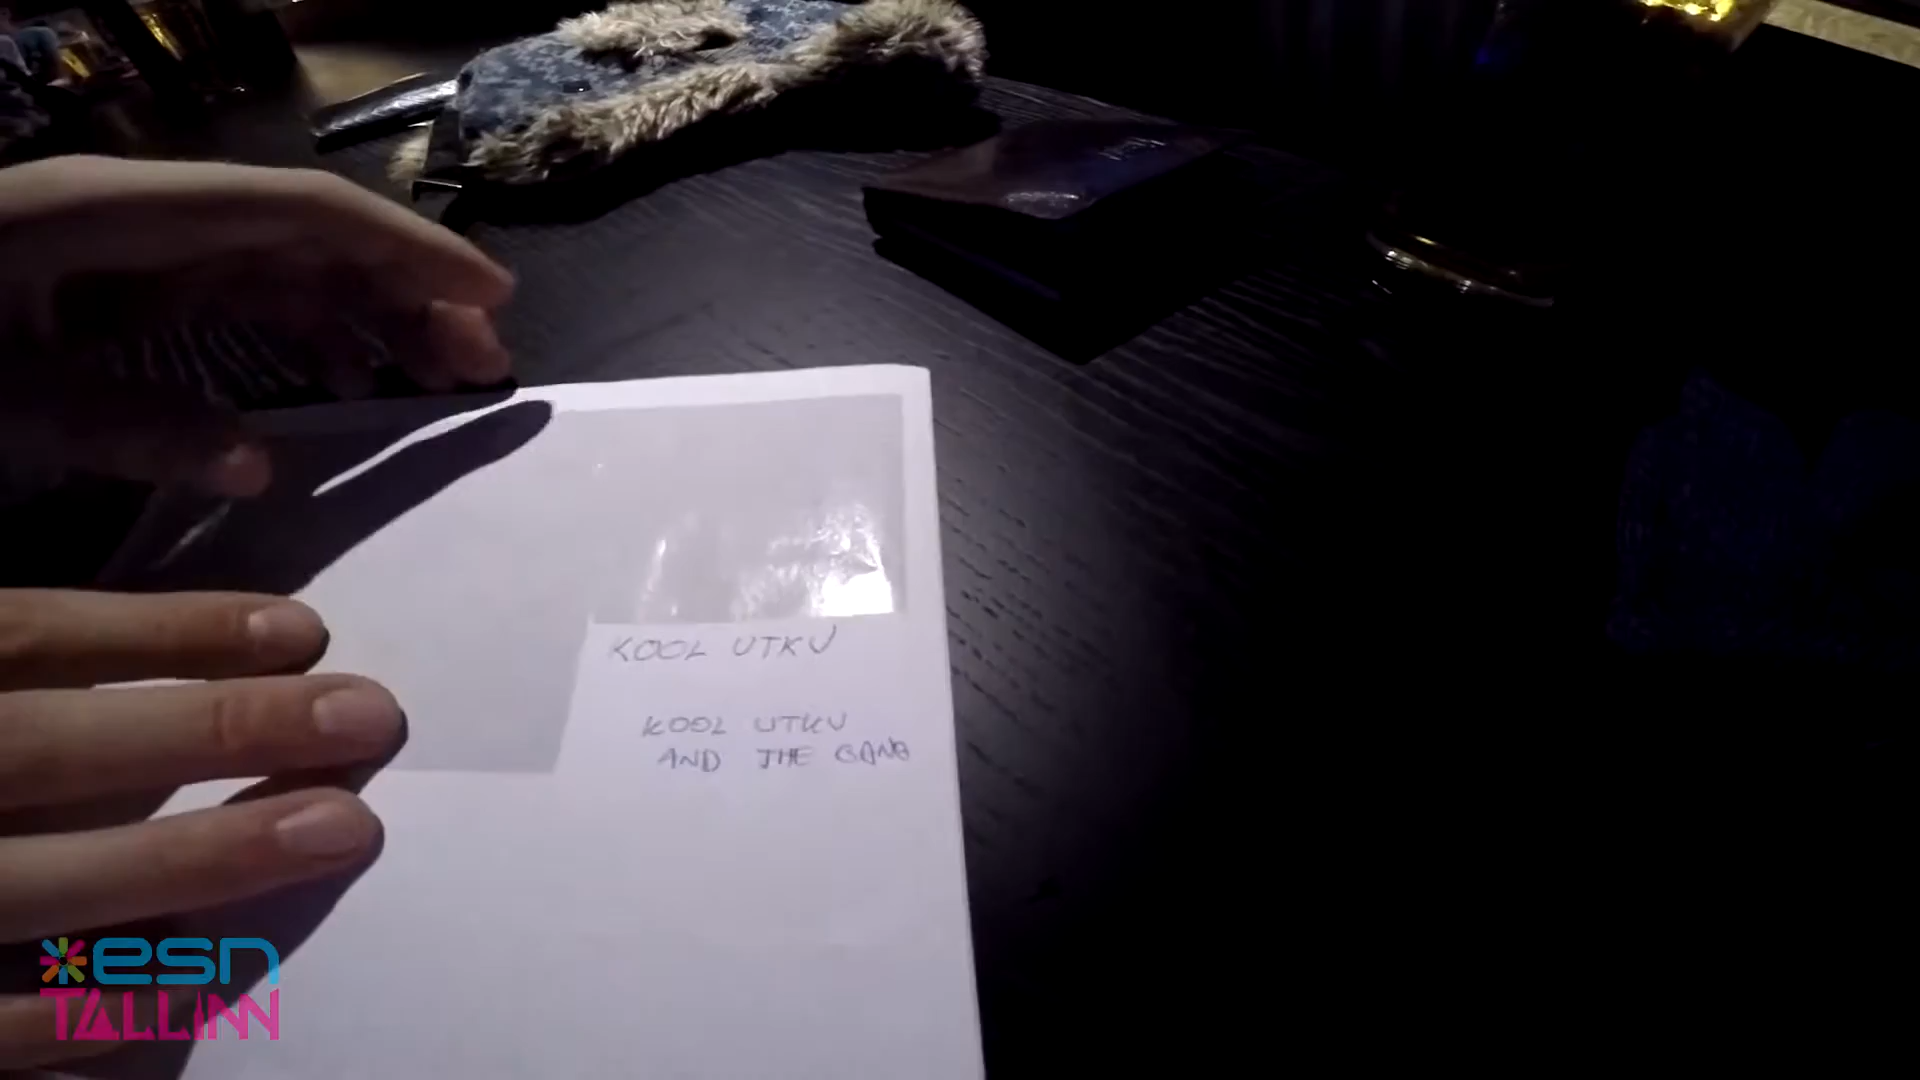 KOOL UTKU
KOOL UTKU
AND THE GANG
esn
TALLINN